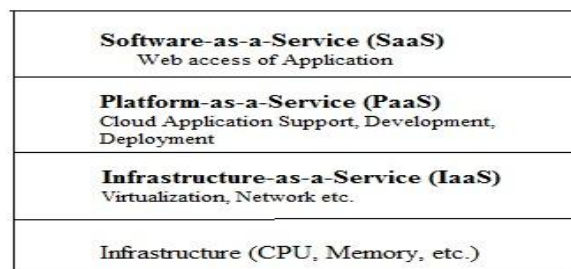 Software-as-a-Service (SaaS)
Web access of Application
Platform-as-a-Service (PaaS)
Cloud Application Support, Development,
Deployment
Infrastructure-as-a-Service (IaaS)
Virtualization, Network etc.
Infrastructure (CPU, Memory, etc.)